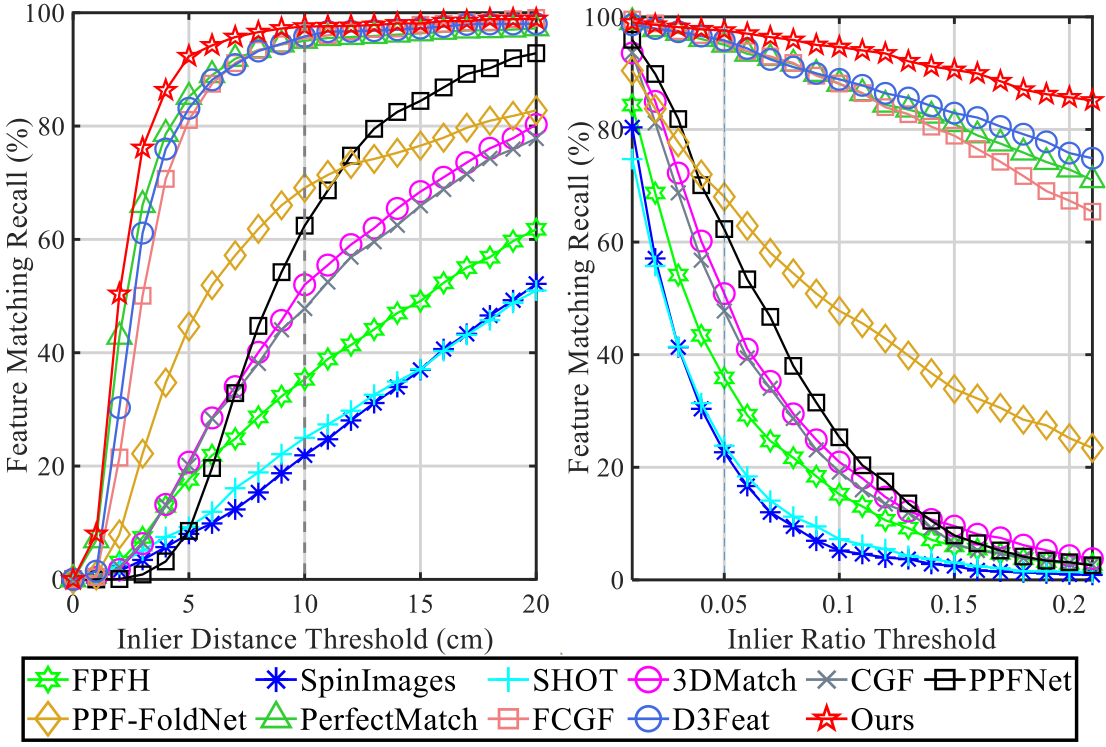 Feature Matching Recall (%)
100
80
60
40
20
0
0 5 10 15 20
Inlier Distance Threshold (cm)
Feature Matching Recall (%)
100
80
60
40
20
0
0.05 0.1 0.15 0.2
Inlier Ratio Threshold
FPFH SpinImages SHOT 3DMatch CGF PPFNet
PPF-FoldNet PerfectMatch FCGF D3Feat Ours